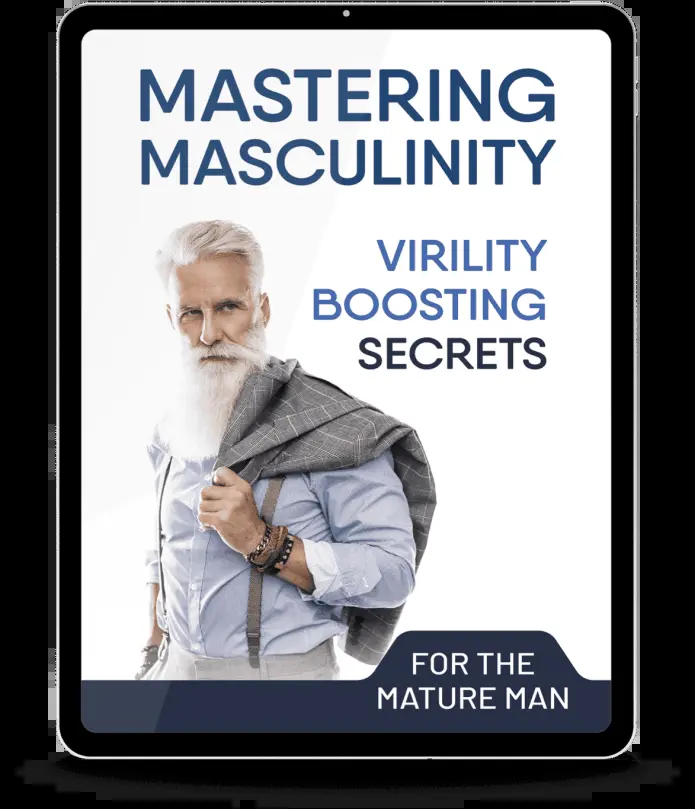 MASTERING
MASCULINITY
VIRILITY
BOOSTING
SECRETS
FOR THE
MATURE MAN